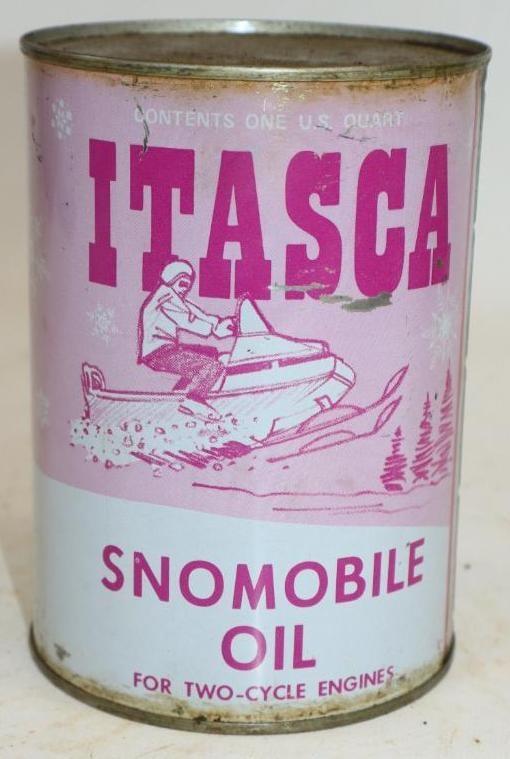 CONTENTS ONE U.S. QUART
ITASCA
SNOMOBILE
OIL
FOR TWO-CYCLE ENGINES